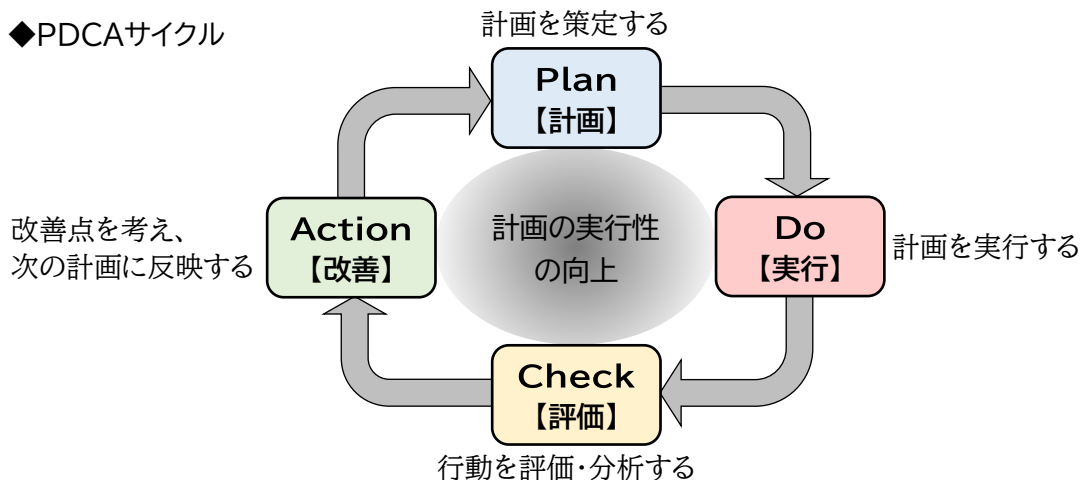 ◆PDCAサイクル
計画を策定する
Plan
【計画】
Do
【実行】
計画を実行する
Check
【評価】
行動を評価・分析する
Action
【改善】
改善点を考え、
次の計画に反映する
計画の実行性
の向上